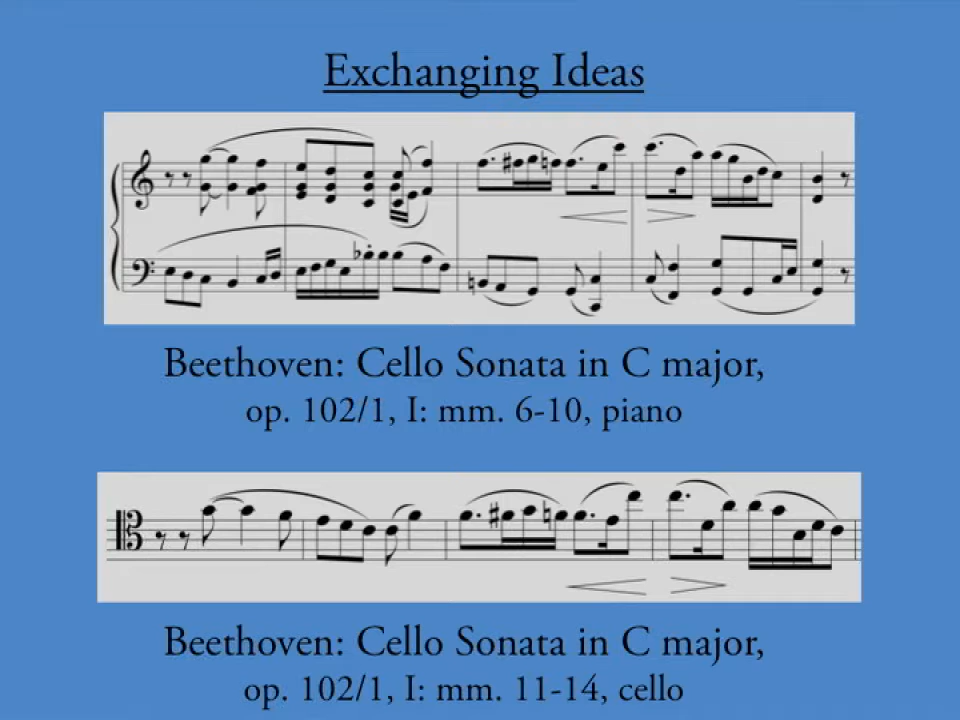 Exchanging Ideas
Beethoven: Cello Sonata in C major,
op. 102/1, I: mm. 6-10, piano
Beethoven: Cello Sonata in C major,
op. 102/1, I: mm. 11-14, cello